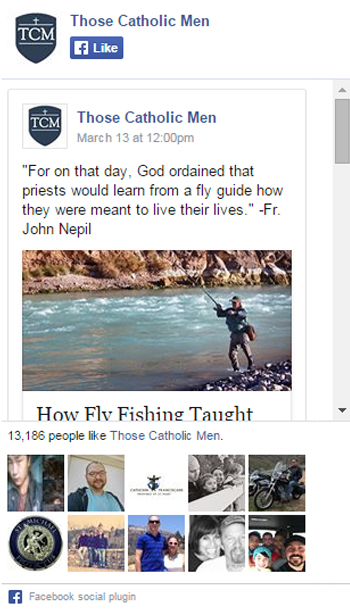 TCM
Those Catholic Men
Like
TCM
Those Catholic Men
March 13 at 12:00pm
"For on that day, God ordained that
priests would learn from a fly guide how
they were meant to live their lives." -Fr.
John Nepil
How Fly Fishing Taught
13,186 people like Those Catholic Men.
Facebook social plugin